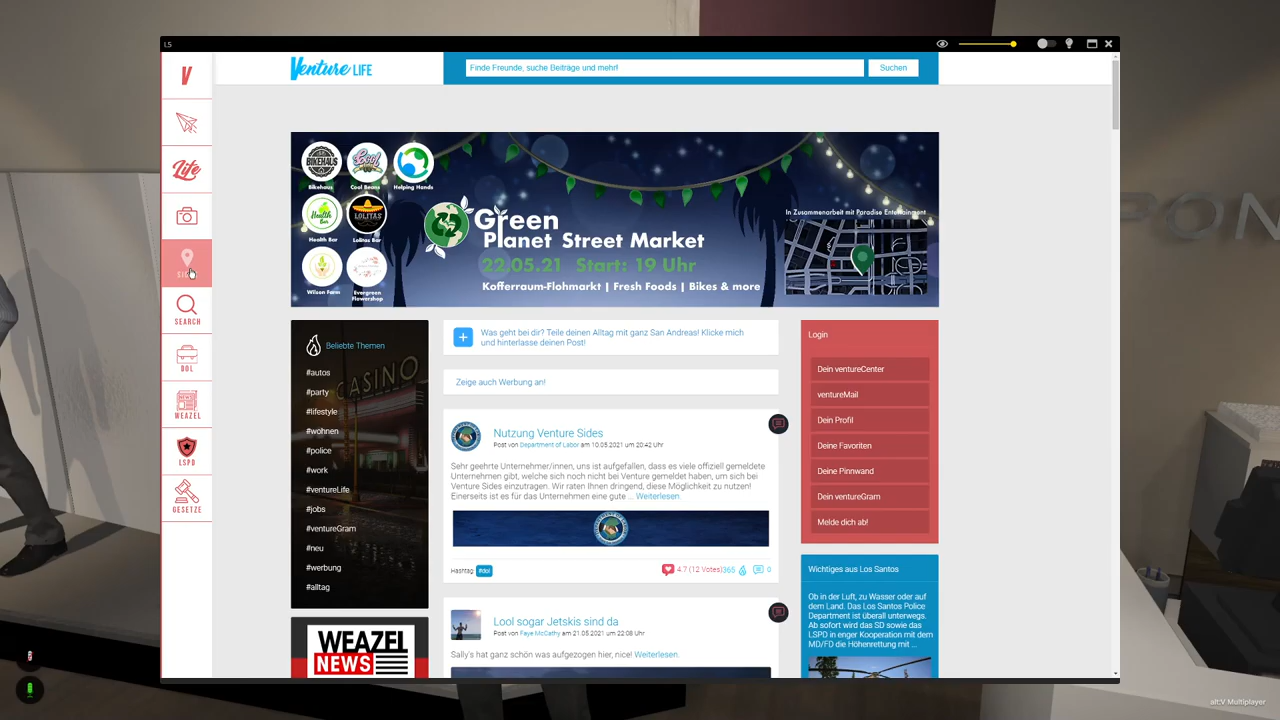 L5
V
Venture LIFE
Finde Freunde, suche Beiträge und mehr!
Suchen
Life
SEARCH
DOL
WEAZEL
LSPD
GESETZE
Bikehaus
Cool Beans
Helping Hands
Health Bar
Lolitas Bar
Wilson Farm
Evergreen
Flowershop
Green
Planet Street Market
22.05.21 Start: 19 Uhr
Kofferraum-Flohmarkt | Fresh Foods | Bikes & more
In Zusammenarbeit mit Paradise Entertainment
Beliebte Themen
#autos
#party
#lifestyle
#wohnen
#police
#work
#ventureLife
#jobs
#ventureGram
#neu
#werbung
#alltag
CASINO
WEAZEL
NEWS
Was geht bei dir? Teile deinen Alltag mit ganz San Andreas! Klicke mich
und hinterlasse deinen Post!
Zeige auch Werbung an!
Nutzung Venture Sides
Post von Department of Labor am 10.05.2021 um 20:42 Uhr
Sehr geehrte Unternehmer/innen, uns ist aufgefallen, dass es viele offiziell gemeldete
Unternehmen gibt, welche sich noch nicht bei Venture gemeldet haben, um sich bei
Venture Sides einzutragen. Wir raten Ihnen dringend, diese Möglichkeit zu nutzen!
Einerseits ist es für das Unternehmen eine gute ... Weiterlesen.
Hashtag: #dol
4.7 (12 Votes)
365
0
Lool sogar Jetskis sind da
Post von Faye McCathy am 21.05.2021 um 22:08 Uhr
Sally's hat ganz schön was aufgezogen hier, nice! Weiterlesen.
Login
Dein ventureCenter
ventureMail
Dein Profil
Deine Favoriten
Deine Pinnwand
Dein ventureGram
Melde dich ab!
Wichtiges aus Los Santos
Ob in der Luft, zu Wasser oder auf
dem Land. Das Los Santos Police
Department ist überall unterwegs.
Ab sofort wird das SD sowie das
LSPD in enger Kooperation mit dem
MD/FD die Höhenrettung mit ...
alt:V Multiplayer